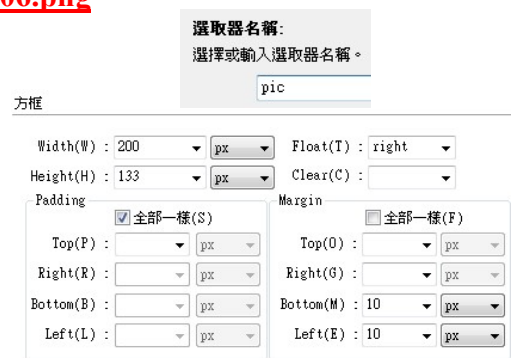 06.png
選取器名稱:
選擇或輸入選取器名稱。
pic
方框
Width(W) : 200 px Float(T) : right
Height(H) : 133 px Clear(C) :
Padding Margin
全部一樣(S) 全部一樣(F)
Top(P) : px Top(O) : px
Right(R) : px Right(G) : px
Bottom(B) : px Bottom(M) : 10 px
Left(L) : px Left(E) : 10 px